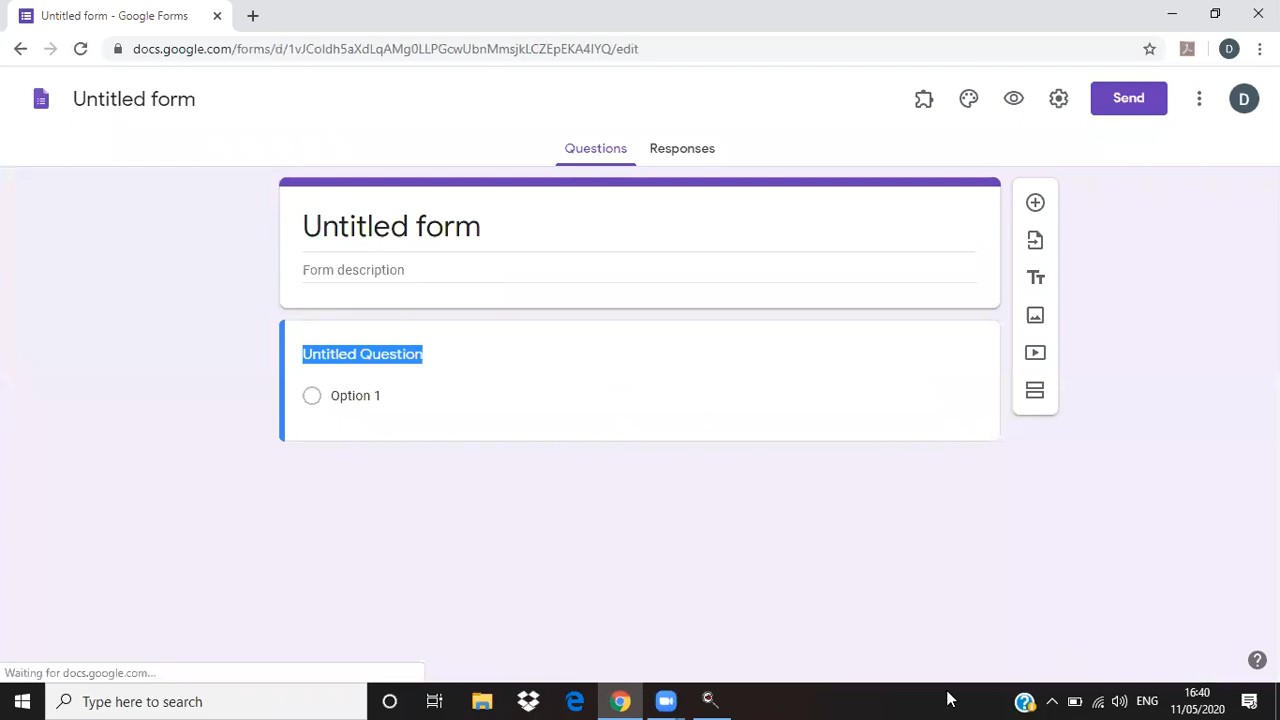 Untitled form - Google Forms
docs.google.com/forms/d/1vJColdh5aXdLqAMg0LLPGcwUbnMmsjkLCZEpEKA4IYQ/edit
D
Untitled form
Send
D
Questions
Responses
Untitled form
Form description
Tт
Untitled Question
Option 1
Waiting for docs.google.com...
Type here to search
ENG
16:40
11/05/2020